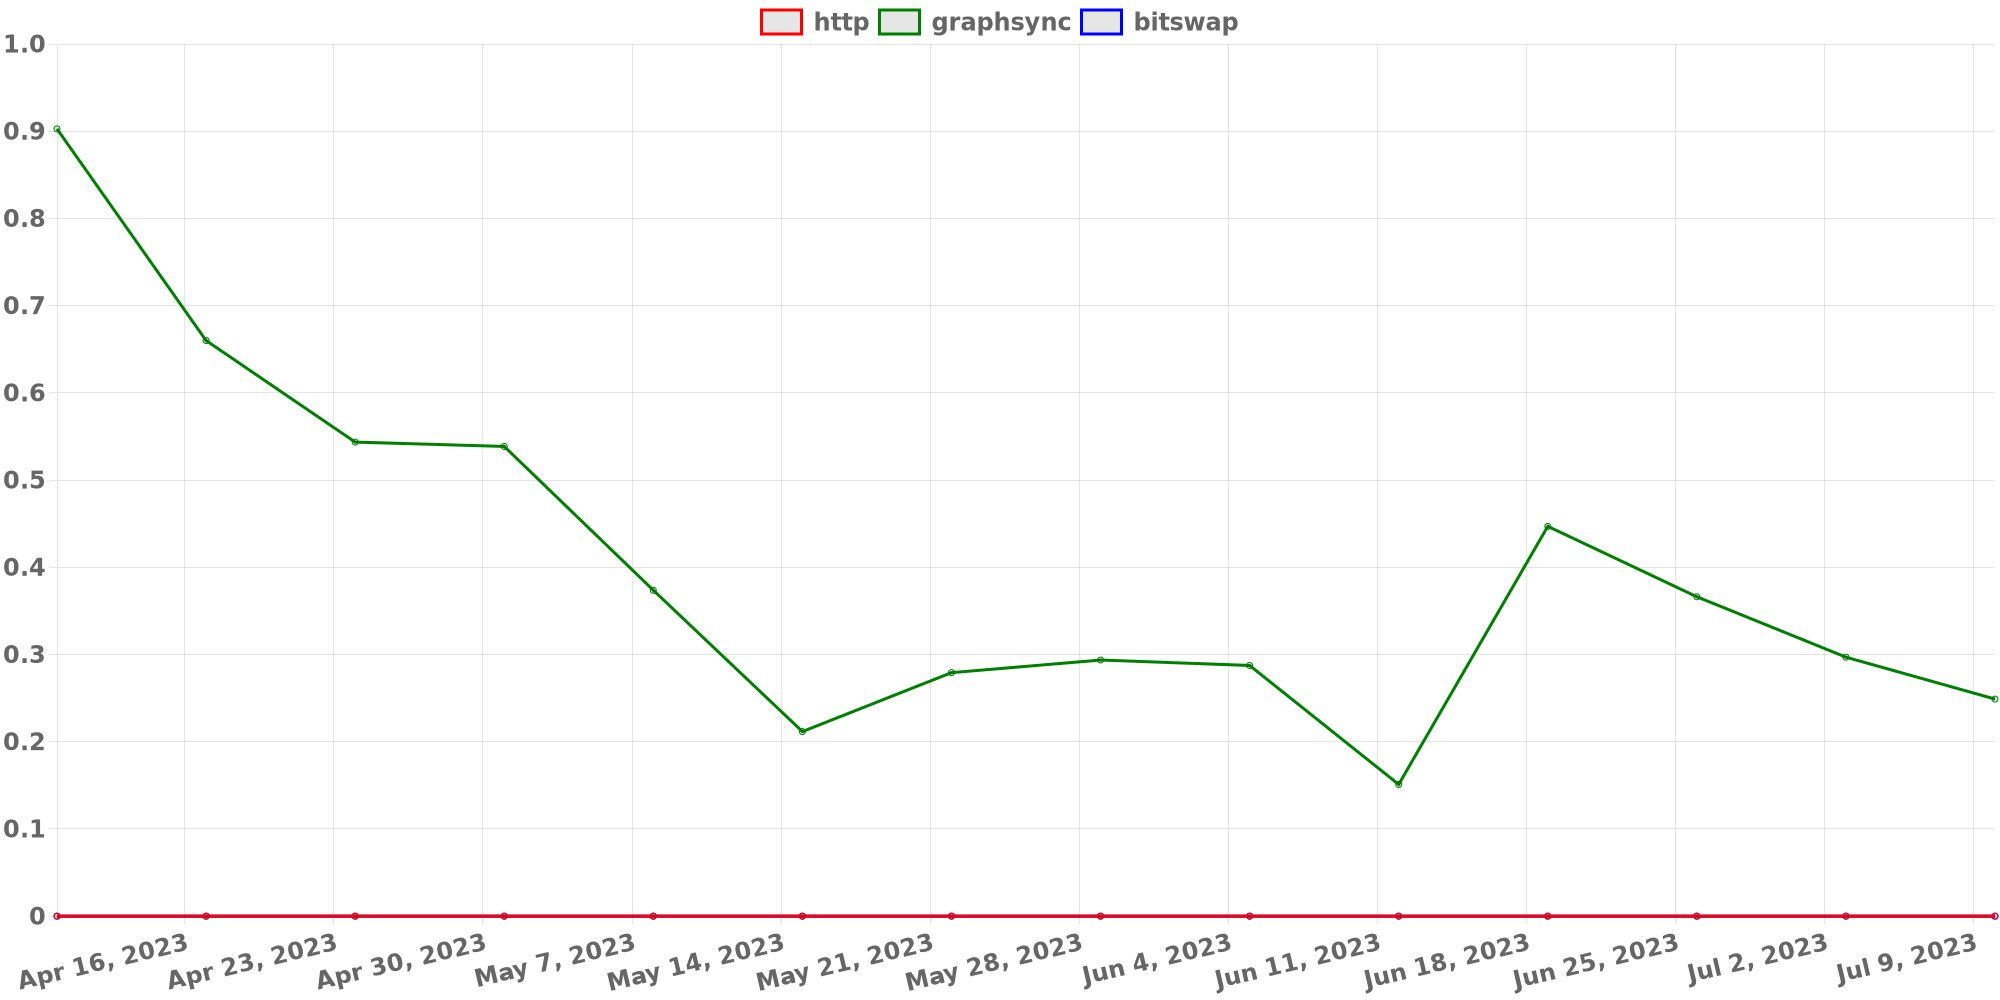 http graphsync bitswap
1.0
0.9
0.8
0.7
0.6
0.5
0.4
0.3
0.2
0.1
0
Apr 16, 2023
Apr 23, 2023
Apr 30, 2023
May 7, 2023
May 14, 2023
May 21, 2023
May 28, 2023
Jun 4, 2023
Jun 11, 2023
Jun 18, 2023
Jun 25, 2023
Jul 2, 2023
Jul 9, 2023